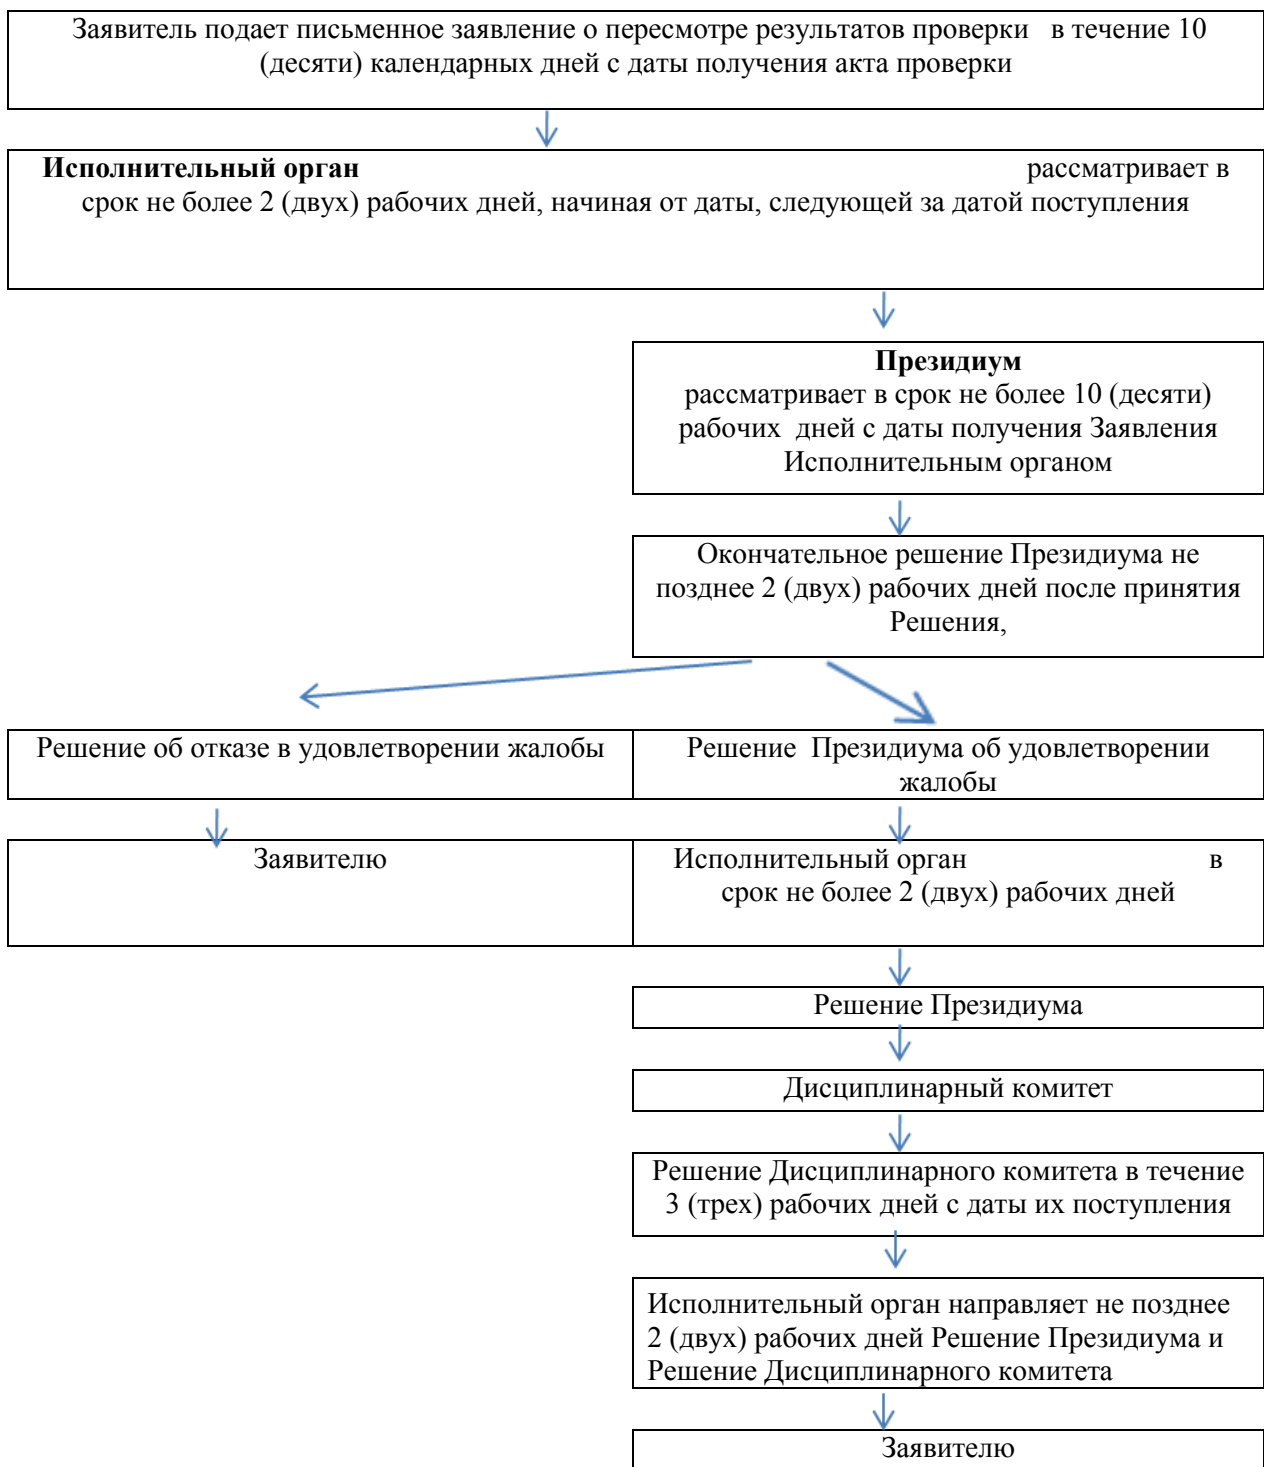 Заявитель подает письменное заявление о пересмотре результатов проверки в течение 10
(десяти) календарных дней с даты получения акта проверки
Исполнительный орган рассматривает в
срок не более 2 (двух) рабочих дней, начиная от даты, следующей за датой поступления
Президиум
рассматривает в срок не более 10 (десяти)
рабочих дней с даты получения Заявления
Исполнительным органом
Окончательное решение Президиума не
позднее 2 (двух) рабочих дней после принятия
Решения,
Решение об отказе в удовлетворении жалобы
Решение Президиума об удовлетворении
жалобы
Заявителю
Исполнительный орган в
срок не более 2 (двух) рабочих дней
Решение Президиума
Дисциплинарный комитет
Решение Дисциплинарного комитета в течение
3 (трех) рабочих дней с даты их поступления
Исполнительный орган направляет не позднее
2 (двух) рабочих дней Решение Президиума и
Решение Дисциплинарного комитета
Заявителю